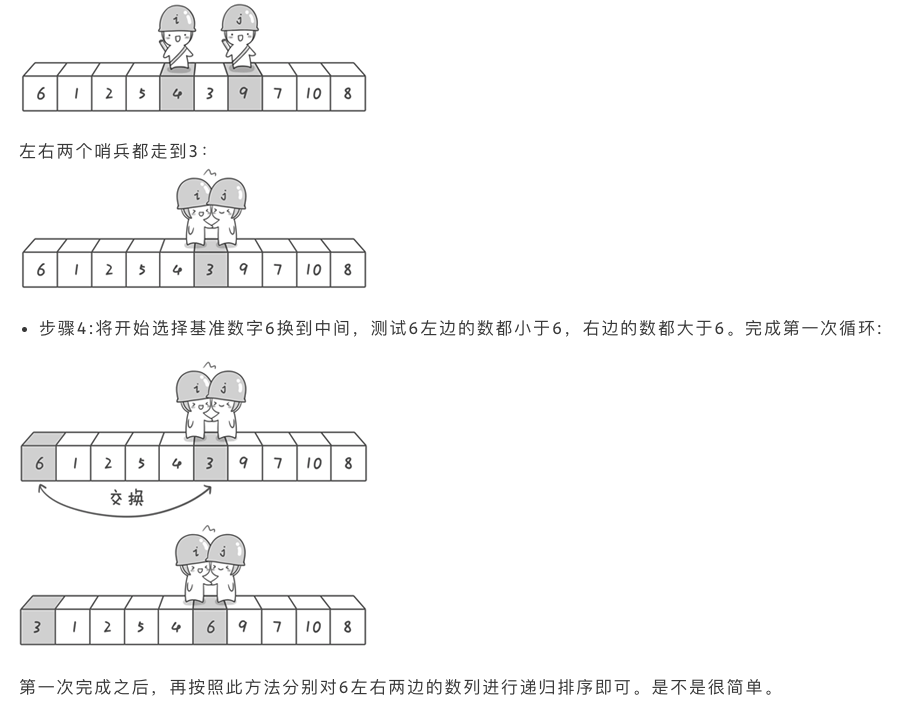 i j
6 1 2 5 4 3 9 7 10 8
左右两个哨兵都走到3:
i j
6 1 2 5 4 3 9 7 10 8
• 步骤4:将开始选择基准数字6换到中间，测试6左边的数都小于6，右边的数都大于6。完成第一次循环:
i j
6 1 2 5 4 3 9 7 10 8
交换
i j
3 1 2 5 4 6 9 7 10 8
第一次完成之后，再按照此方法分别对6左右两边的数列进行递归排序即可。是不是很简单。